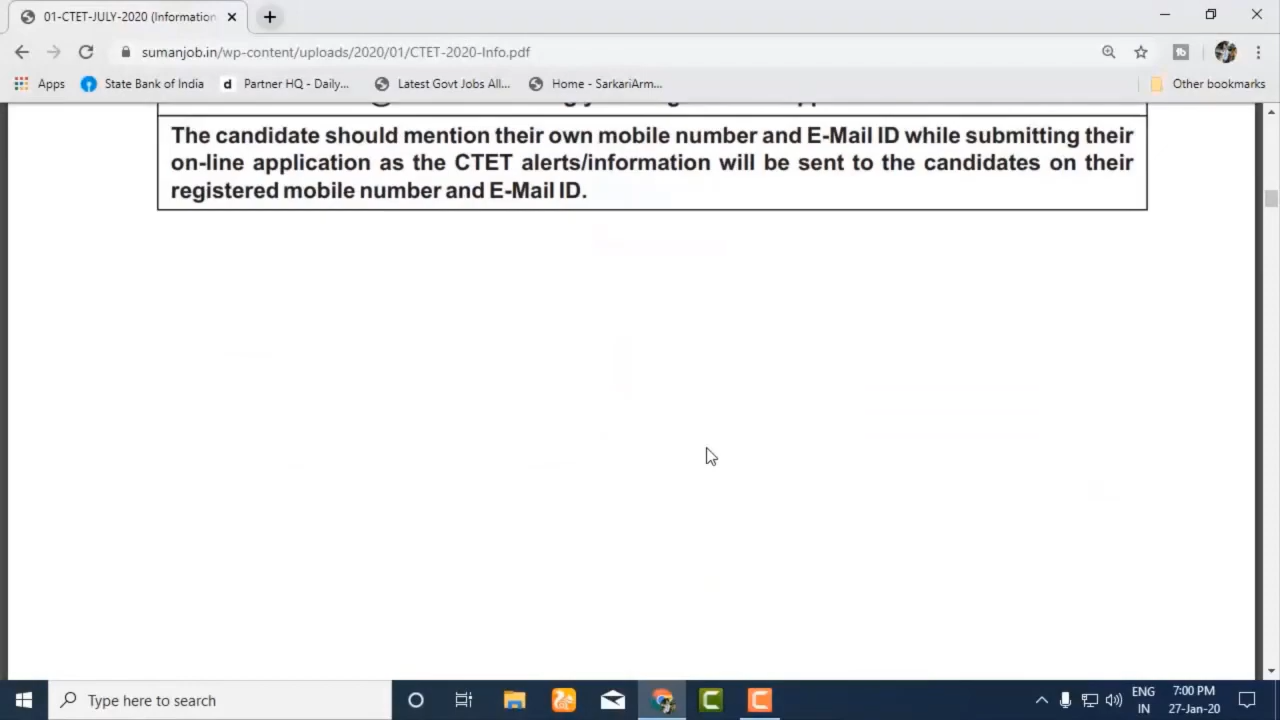 01-CTET-JULY-2020 (Information
sumanjob.in/wp-content/uploads/2020/01/CTET-2020-Info.pdf
Apps State Bank of India Partner HQ - Daily... Latest Govt Jobs All... Home - SarkariArm... Other bookmarks
The candidate should mention their own mobile number and E-Mail ID while submitting their
on-line application as the CTET alerts/information will be sent to the candidates on their
registered mobile number and E-Mail ID.
Type here to search
ENG 7:00 PM
IN 27-Jan-20